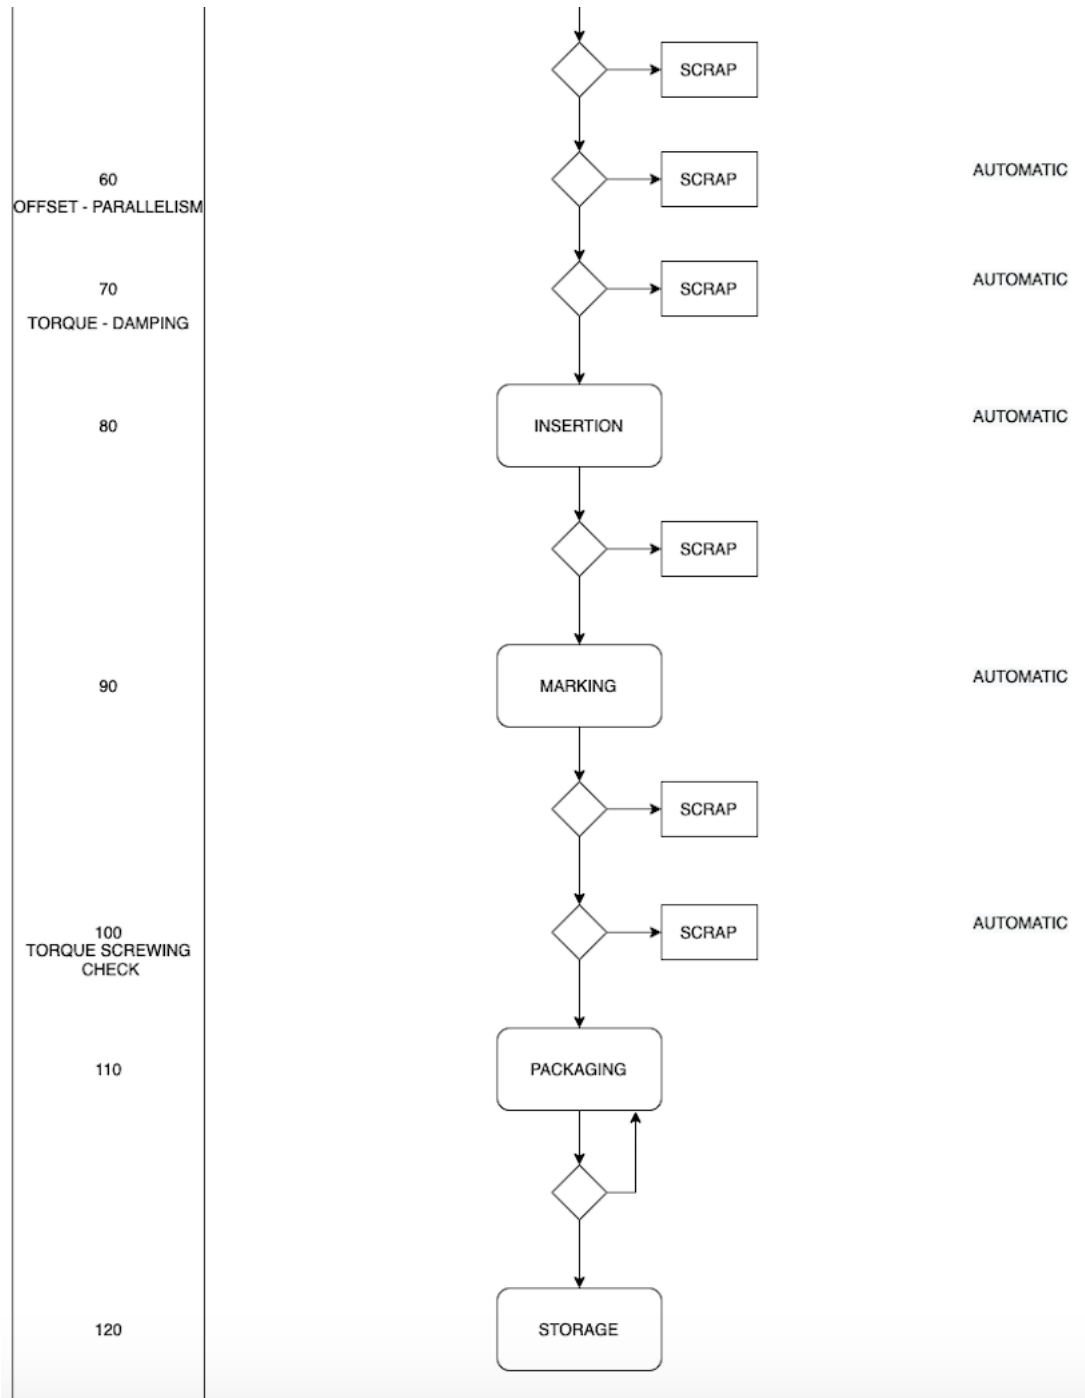 SCRAP
60
OFFSET - PARALLELISM
SCRAP
AUTOMATIC
70
TORQUE - DAMPING
SCRAP
AUTOMATIC
80
INSERTION
AUTOMATIC
SCRAP
90
MARKING
AUTOMATIC
SCRAP
100
TORQUE SCREWING
CHECK
SCRAP
AUTOMATIC
110
PACKAGING
120
STORAGE